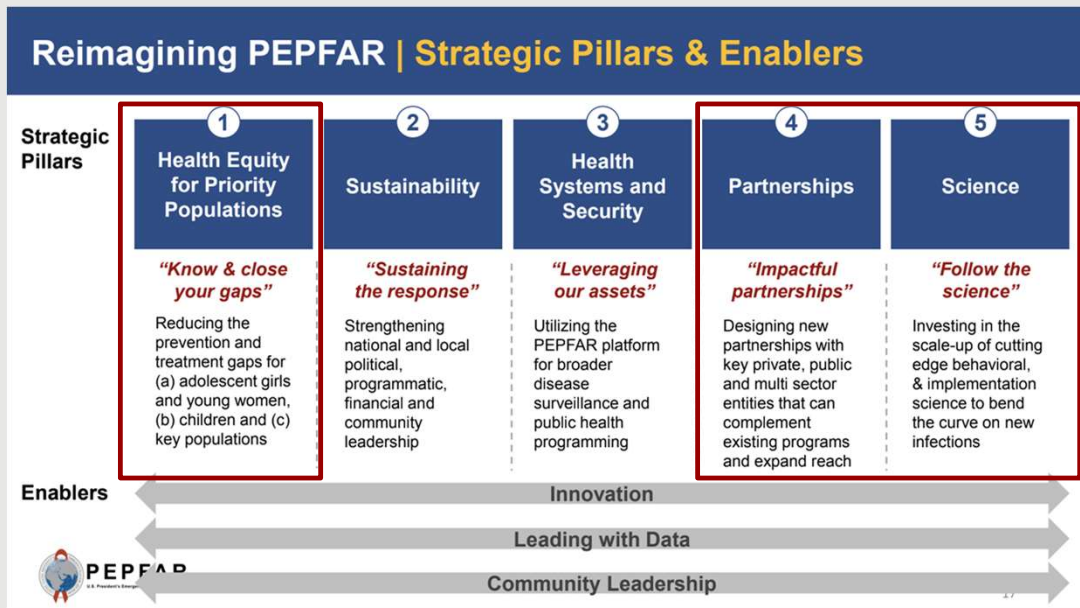 Reimagining PEPFAR | Strategic Pillars & Enablers
Strategic
Pillars
1
Health Equity
for Priority
Populations
“Know & close
your gaps”
Reducing the
prevention and
treatment gaps for
(a) adolescent girls
and young women,
(b) children and (c)
key populations
2
Sustainability
“Sustaining
the response”
Strengthening
national and local
political,
programmatic,
financial and
community
leadership
3
Health
Systems and
Security
“Leveraging
our assets”
Utilizing the
PEPFAR platform
for broader
disease
surveillance and
public health
programming
4
Partnerships
“Impactful
partnerships”
Designing new
partnerships with
key private, public
and multi sector
entities that can
complement
existing programs
and expand reach
5
Science
“Follow the
science”
Investing in the
scale-up of cutting
edge behavioral,
& implementation
science to bend
the curve on new
infections
Enablers
Innovation
Leading with Data
Community Leadership
PEPFAR
U.S. President's
17